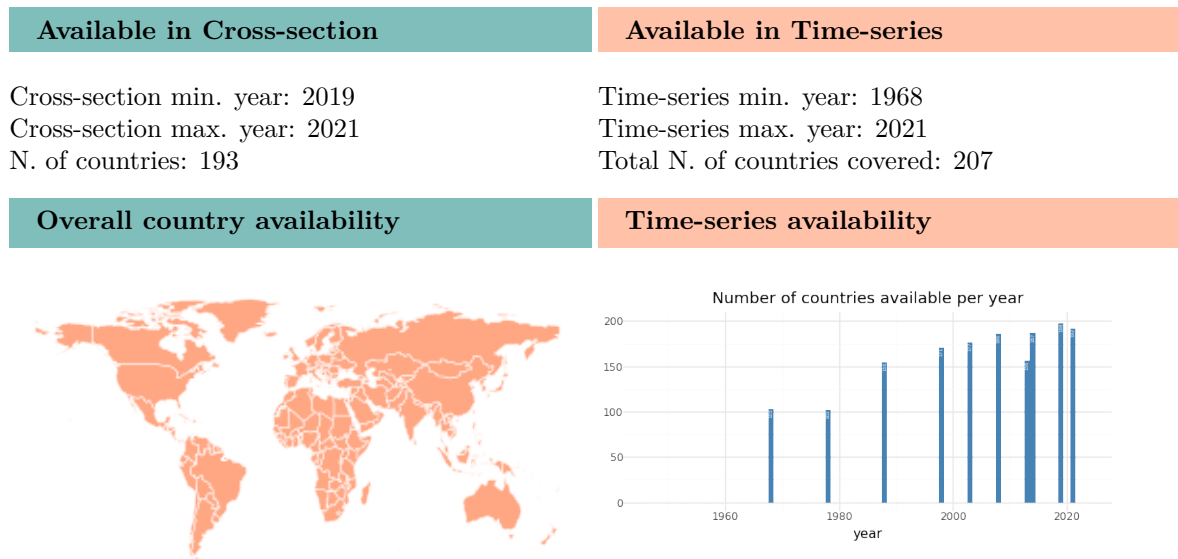 Available in Cross-section
Available in Time-series
Cross-section min. year: 2019
Cross-section max. year: 2021
N. of countries: 193
Time-series min. year: 1968
Time-series max. year: 2021
Total N. of countries covered: 207
Overall country availability
Time-series availability
Number of countries available per year
200
150
100
50
0
1960
1980
2000
2020
year